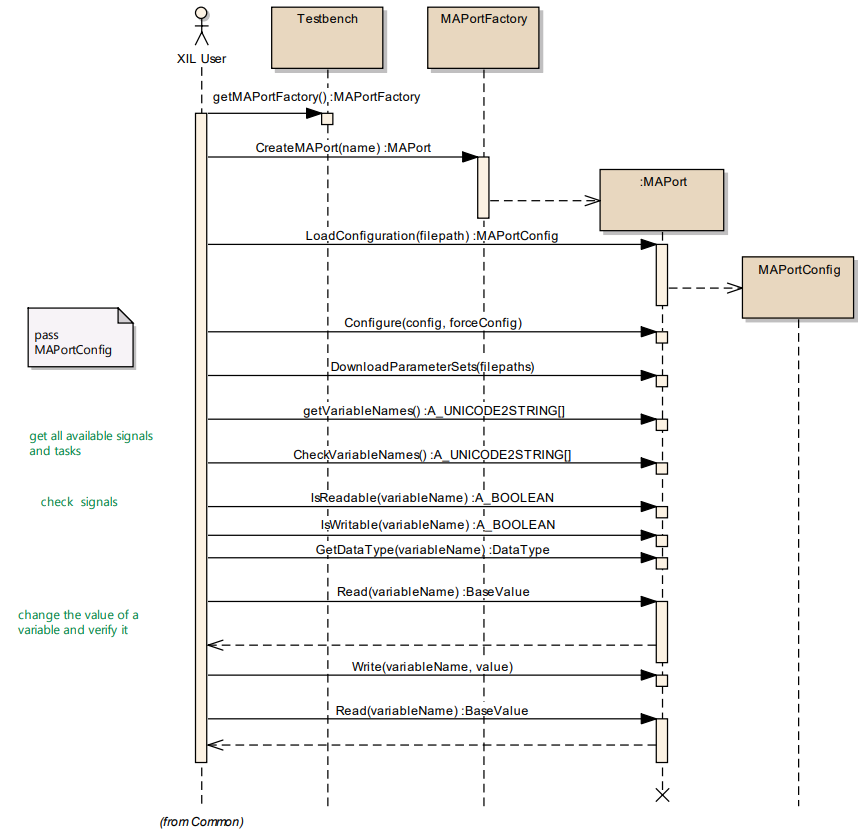 Testbench
MAPortFactory
XIL User
getMAPortFactory() :MAPortFactory
CreateMAPort(name) :MAPort
:MAPort
LoadConfiguration(filepath) :MAPortConfig
MAPortConfig
pass
MAPortConfig
Configure(config, forceConfig)
DownloadParameterSets(filepaths)
getVariableNames() :A_UNICODE2STRING[]
get all available signals
and tasks
CheckVariableNames() :A_UNICODE2STRING[]
check signals
IsReadable(variableName) :A_BOOLEAN
IsWritable(variableName) :A_BOOLEAN
GetDataType(variableName) :DataType
Read(variableName) :BaseValue
change the value of a
variable and verify it
Write(variableName, value)
Read(variableName) :BaseValue
(from Common)